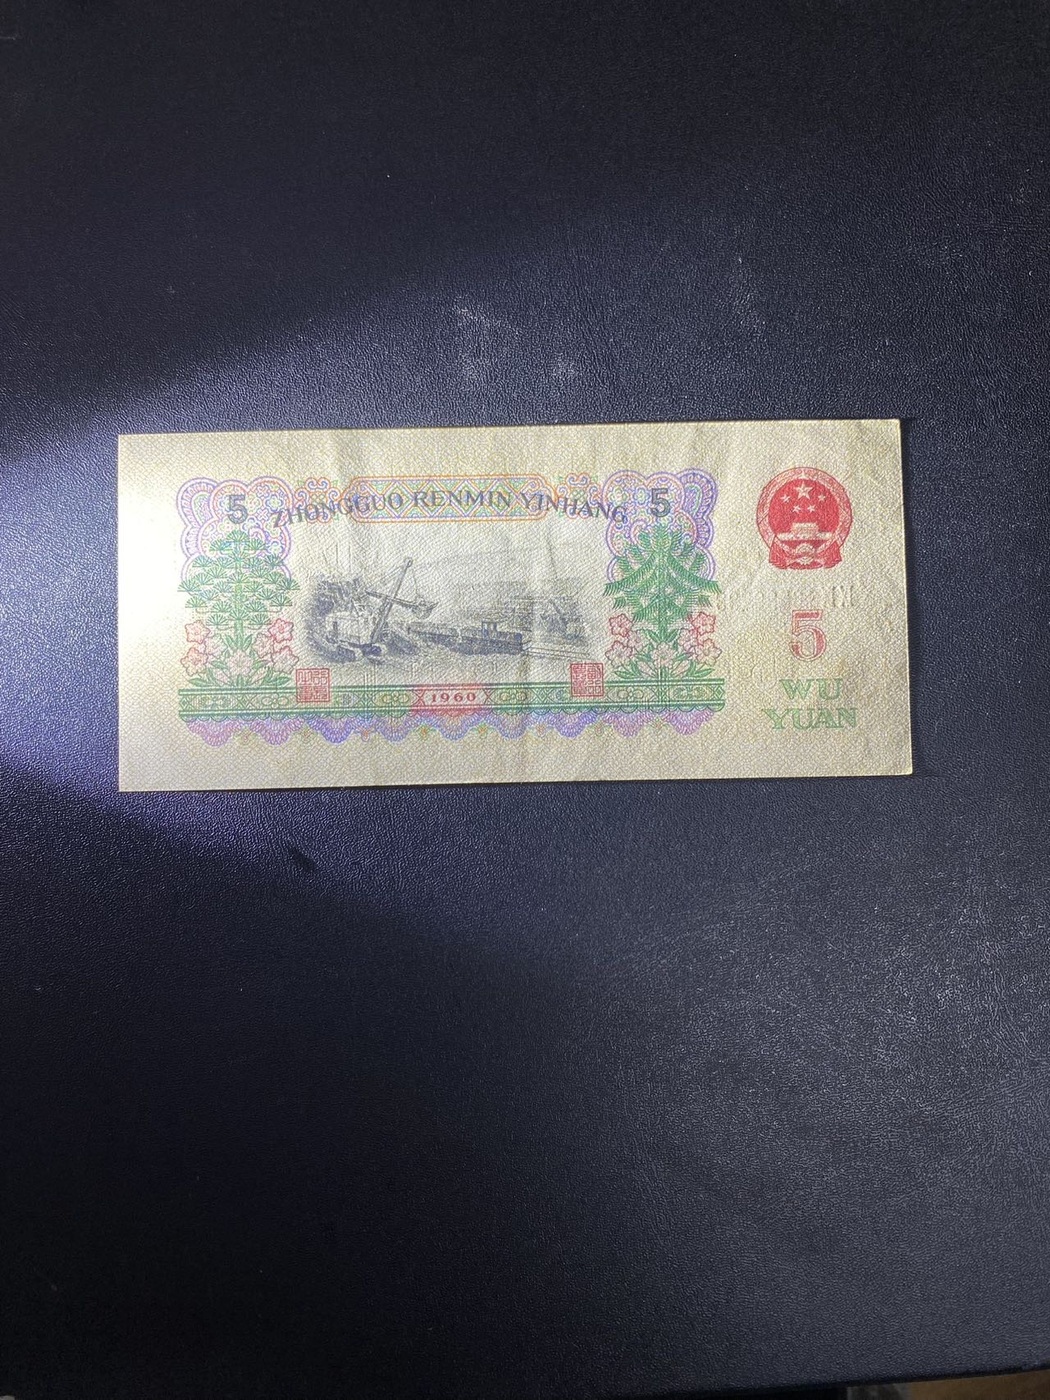 5 ZHONGGUO RENMIN YINHANG 5
5
1960
WU
YUAN